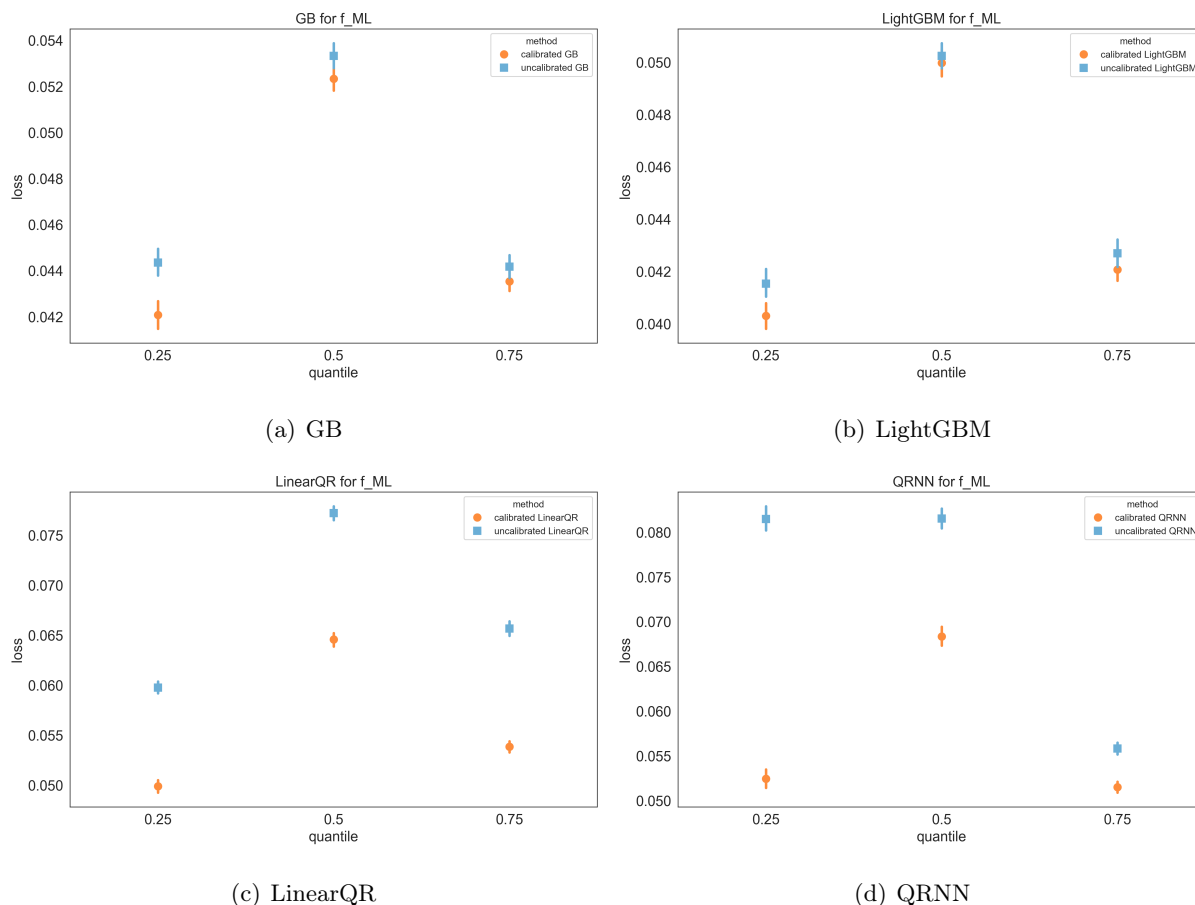 GB for f_ML
method
calibrated GB
uncalibrated GB
0.054
0.052
0.050
0.048
0.046
0.044
0.042
loss
0.25
0.5
0.75
quantile
(a) GB
LightGBM for f_ML
method
calibrated LightGBM
uncalibrated LightGBM
0.050
0.048
0.046
0.044
0.042
0.040
loss
0.25
0.5
0.75
quantile
(b) LightGBM
LinearQR for f_ML
method
calibrated LinearQR
uncalibrated LinearQR
0.075
0.070
0.065
0.060
0.055
0.050
loss
0.25
0.5
0.75
quantile
(c) LinearQR
QRNN for f_ML
method
calibrated QRNN
uncalibrated QRNN
0.080
0.075
0.070
0.065
0.060
0.055
0.050
loss
0.25
0.5
0.75
quantile
(d) QRNN